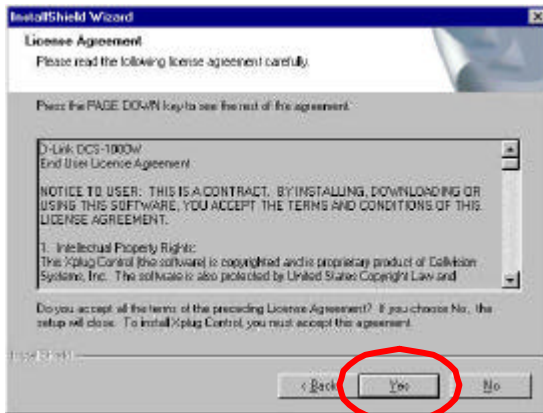 InstallShield Wizard
License Agreement
Please read the following license agreement carefully.
Press the PAGE DOWN key to see the rest of the agreement.
D-Link DCS-1000W
End User License Agreement
NOTICE TO USER: THIS IS A CONTRACT. BY INSTALLING, DOWNLOADING OR
USING THIS SOFTWARE, YOU ACCEPT THE TERMS AND CONDITIONS OF THIS
LICENSE AGREEMENT.
1. Intellectual Property Rights:
This Xplug Control (the software) is copyrighted and is proprietary product of Cellvision
Systems, Inc. The software is also protected by United States Copyright Law and
Do you accept all the terms of the preceding License Agreement? If you choose No, the
setup will close. To install Xplug Control, you must accept this agreement.
InstallShield
< Back
Yes
No